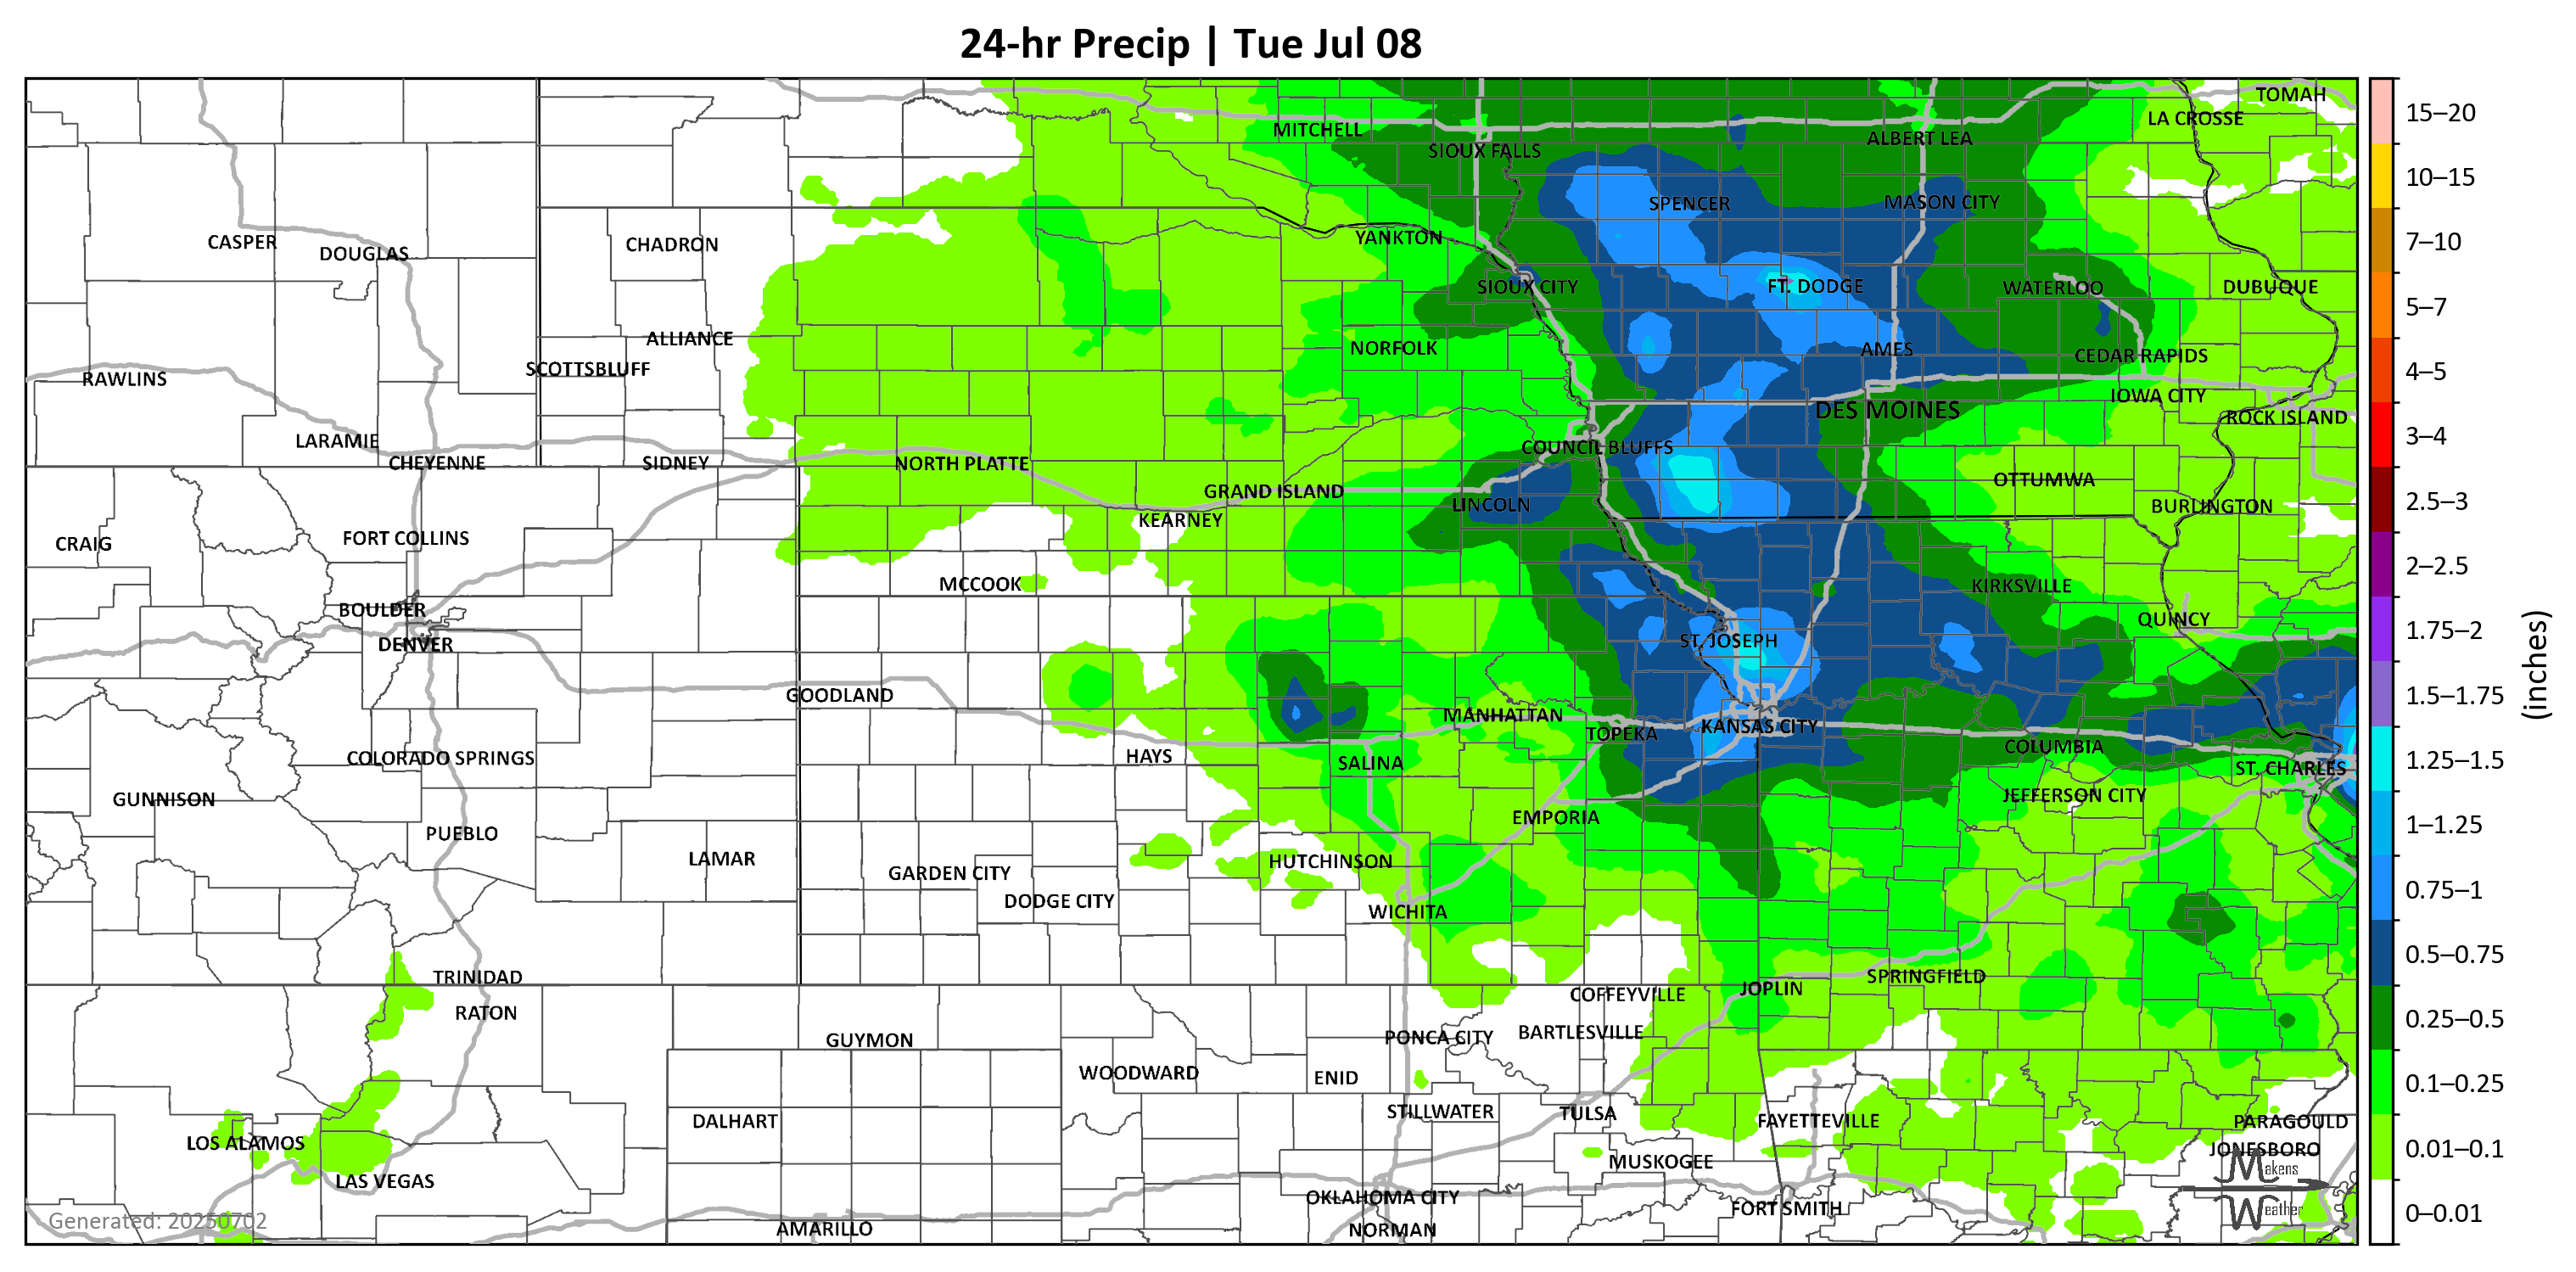 24-hr Precip | Tue Jul 08
TOMAH
LA CROSSE
MITCHELL
ALBERT LEA
SIOUX FALLS
SPENCER
MASON CITY
YANKTON
CASPER
CHADRON
DOUGLAS
SIOUX CITY
FT. DODGE
WATERLOO
DUBUQUE
ALLIANCE
NORFOLK
AMES
CEDAR RAPIDS
SCOTTSBLUFF
RAWLINS
IOWA CITY
DES MOINES
ROCK ISLAND
LARAMIE
COUNCIL BLUFFS
CHEYENNE
SIDNEY
NORTH PLATTE
OTTUMWA
GRAND ISLAND
LINCOLN
BURLINGTON
KEARNEY
FORT COLLINS
CRAIG
MCCOOK
KIRKSVILLE
BOULDER
QUINCY
DENVER
ST. JOSEPH
GOODLAND
MANHATTAN
KANSAS CITY
TOPEKA
COLUMBIA
HAYS
COLORADO SPRINGS
SALINA
ST. CHARLES
GUNNISON
JEFFERSON CITY
EMPORIA
PUEBLO
LAMAR
HUTCHINSON
GARDEN CITY
DODGE CITY
WICHITA
TRINIDAD
SPRINGFIELD
JOPLIN
COFFEYVILLE
RATON
BARTLESVILLE
PONCA CITY
GUYMON
WOODWARD
ENID
STILLWATER
TULSA
DALHART
FAYETTEVILLE
PARAGOULD
LOS ALAMOS
JONESBORO
MUSKOGEE
LAS VEGAS
OKLAHOMA CITY
FORT SMITH
AMARILLO
NORMAN
Generated: 20250702
Makens
Weather
15–20
10–15
7–10
5–7
4–5
3–4
2.5–3
2–2.5
1.75–2
1.5–1.75
1.25–1.5
1–1.25
0.75–1
0.5–0.75
0.25–0.5
0.1–0.25
0.01–0.1
0–0.01
(inches)